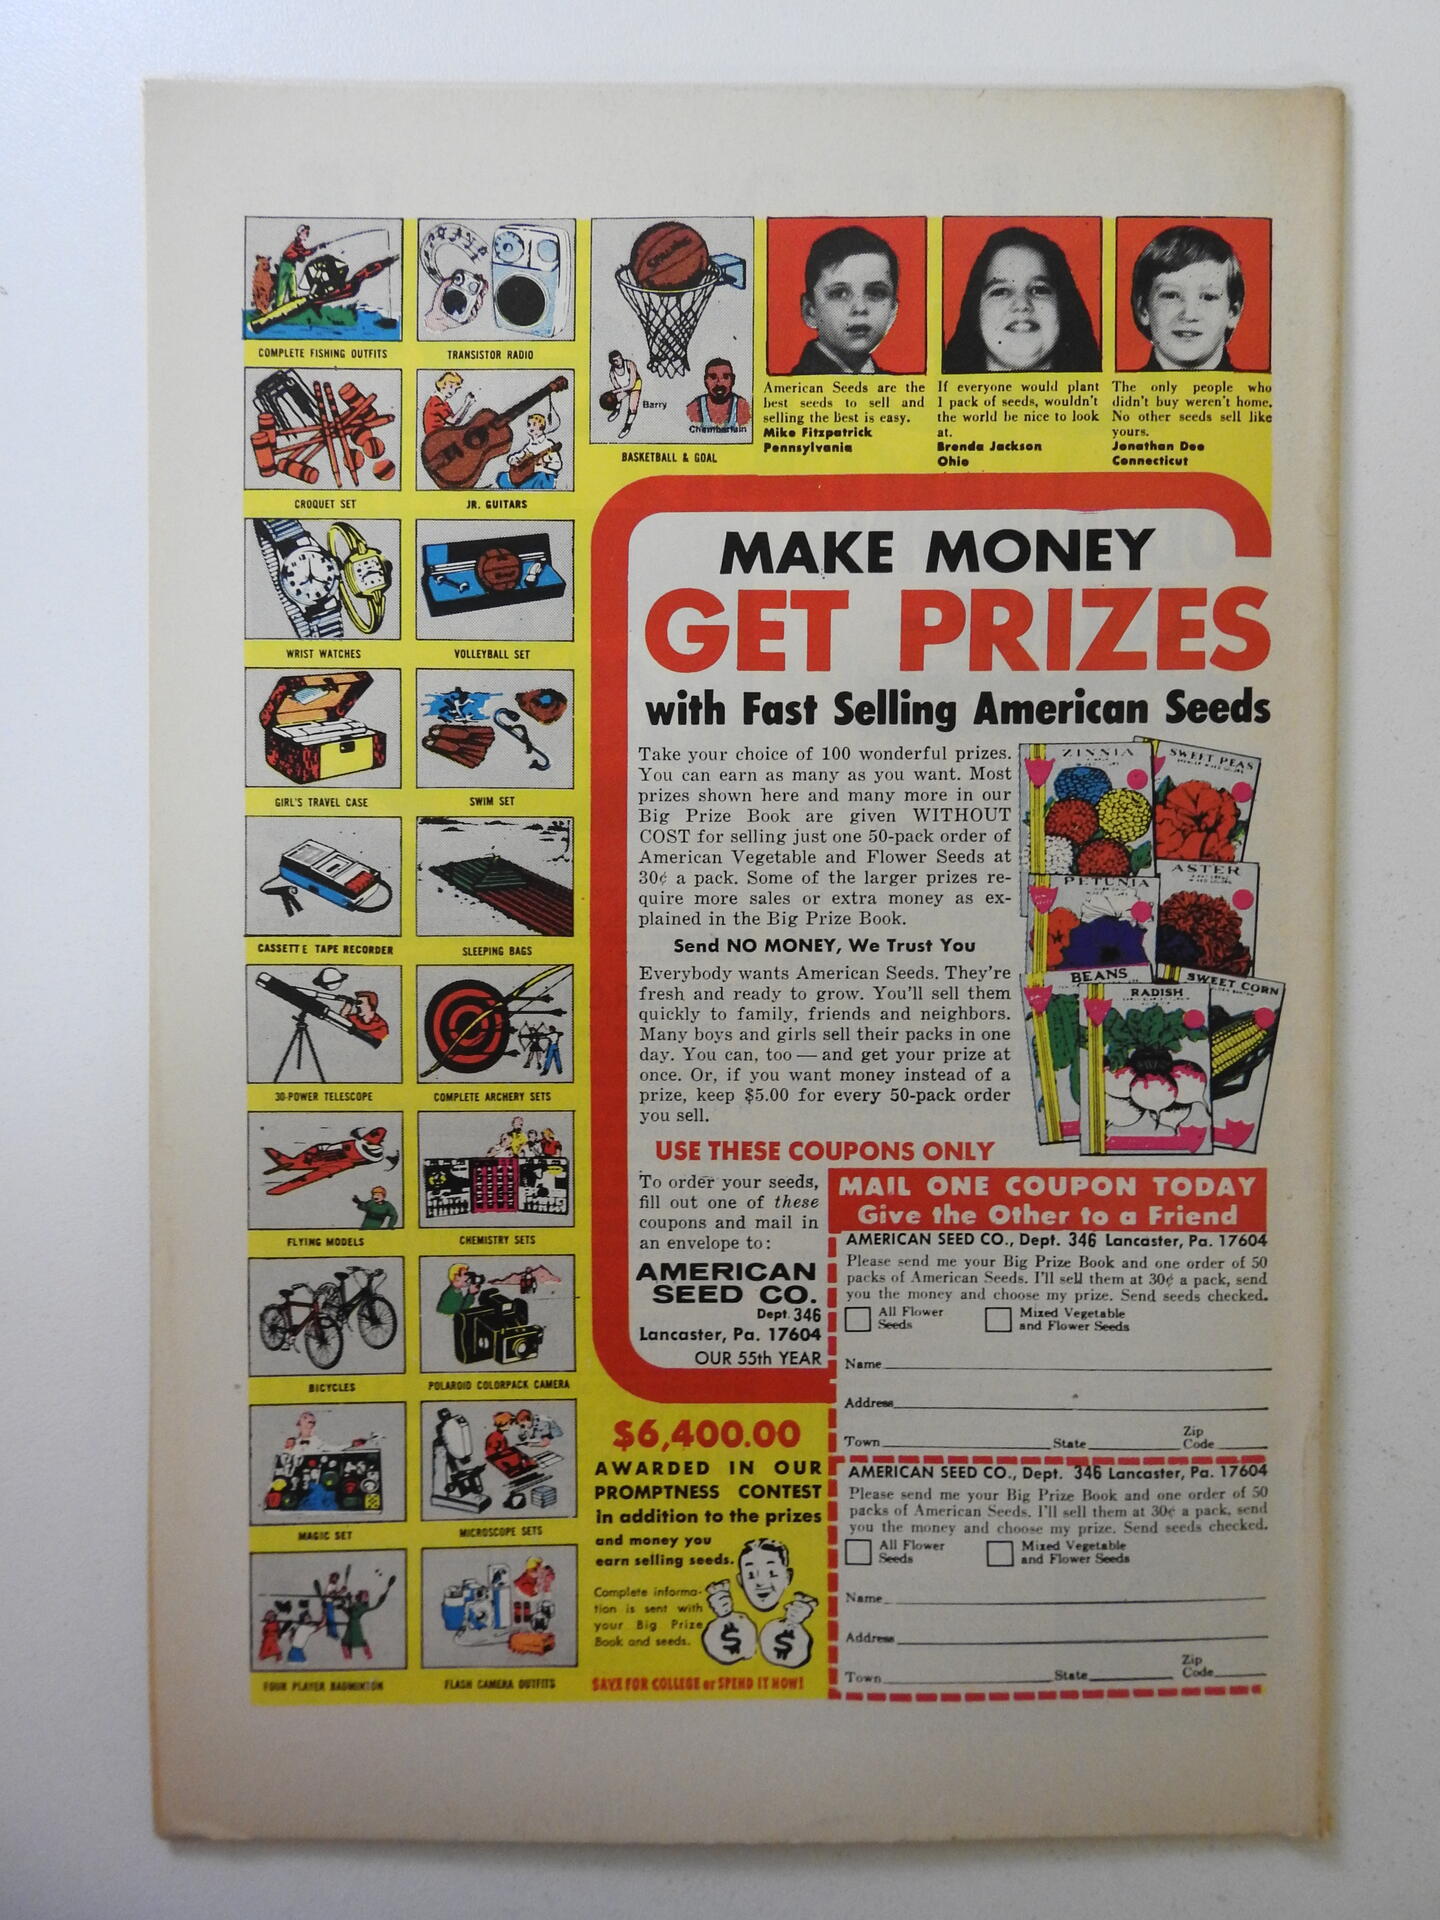 COMPLETE FISHING OUTFITS
TRANSISTOR RADIO
CROQUET SET
JR. GUITARS
WRIST WATCHES
VOLLEYBALL SET
GIRL'S TRAVEL CASE
SWIM SET
CASSETTE TAPE RECORDER
SLEEPING BAGS
30-POWER TELESCOPE
COMPLETE ARCHERY SETS
FLYING MODELS
CHEMISTRY SETS
BICYCLES
POLAROID COLORPACK CAMERA
MAGIC SET
MICROSCOPE SETS
FOUR PLAYER BADMINTON
FLASH CAMERA OUTFITS
SPALDING
Barry
Chamberlain
BASKETBALL & GOAL
American Seeds are the
best seeds to sell and
selling the best is easy.
Mike Fitzpatrick
Pennsylvania
If everyone would plant
1 pack of seeds, wouldn't
the world be nice to look
at.
Brenda Jackson
Ohio
The only people who
didn't buy weren't home.
No other seeds sell like
yours.
Jonathan Dee
Connecticut
MAKE MONEY
GET PRIZES
with Fast Selling American Seeds
Take your choice of 100 wonderful prizes.
You can earn as many as you want. Most
prizes shown here and many more in our
Big Prize Book are given WITHOUT
COST for selling just one 50-pack order of
American Vegetable and Flower Seeds at
30¢ a pack. Some of the larger prizes re-
quire more sales or extra money as ex-
plained in the Big Prize Book.
Send NO MONEY, We Trust You
Everybody wants American Seeds. They're
fresh and ready to grow. You'll sell them
quickly to family, friends and neighbors.
Many boys and girls sell their packs in one
day. You can, too — and get your prize at
once. Or, if you want money instead of a
prize, keep $5.00 for every 50-pack order
you sell.
ZINNIA
SWEET PEAS
PETUNIA
ASTER
BEANS
RADISH
SWEET CORN
USE THESE COUPONS ONLY
To order your seeds,
fill out one of these
coupons and mail in
an envelope to:
AMERICAN
SEED CO.
Dept. 346
Lancaster, Pa. 17604
OUR 55th YEAR
MAIL ONE COUPON TODAY
Give the Other to a Friend
AMERICAN SEED CO., Dept. 346 Lancaster, Pa. 17604
Please send me your Big Prize Book and one order of 50
packs of American Seeds. I'll sell them at 30¢ a pack, send
you the money and choose my prize. Send seeds checked.
All Flower Seeds
Mixed Vegetable and Flower Seeds
Name
Address
Town State Zip Code
AMERICAN SEED CO., Dept. 346 Lancaster, Pa. 17604
Please send me your Big Prize Book and one order of 50
packs of American Seeds. I'll sell them at 30¢ a pack, send
you the money and choose my prize. Send seeds checked.
All Flower Seeds
Mixed Vegetable and Flower Seeds
Name
Address
Town State Zip Code
$6,400.00
AWARDED IN OUR
PROMPTNESS CONTEST
in addition to the prizes
and money you
earn selling seeds.
Complete informa-
tion is sent with
your Big Prize
Book and seeds.
$ $
SAVE FOR COLLEGE or SPEND IT NOW!